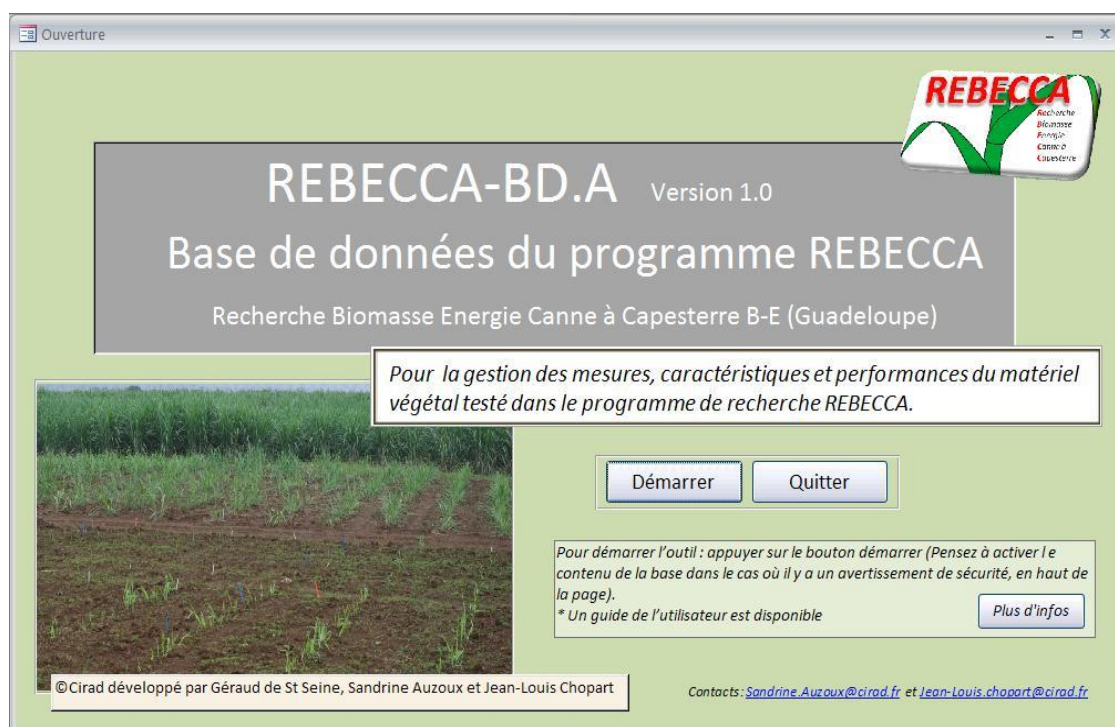 Ouverture
REBECCA
Recherche
Biomasse
Energie
Canne à
Capesterre
REBECCA-BD.A Version 1.0
Base de données du programme REBECCA
Recherche Biomasse Energie Canne à Capesterre B-E (Guadeloupe)
Pour la gestion des mesures, caractéristiques et performances du matériel
végétal testé dans le programme de recherche REBECCA.
Démarrer Quitter
Pour démarrer l'outil : appuyer sur le bouton démarrer (Pensez à activer l e
contenu de la base dans le cas où il y a un avertissement de sécurité, en haut de
la page).
* Un guide de l'utilisateur est disponible
Plus d'infos
©Cirad développé par Géraud de St Seine, Sandrine Auzoux et Jean-Louis Chopart
Contacts: Sandrine.Auzoux@cirad.fr et Jean-Louis.chopart@cirad.fr